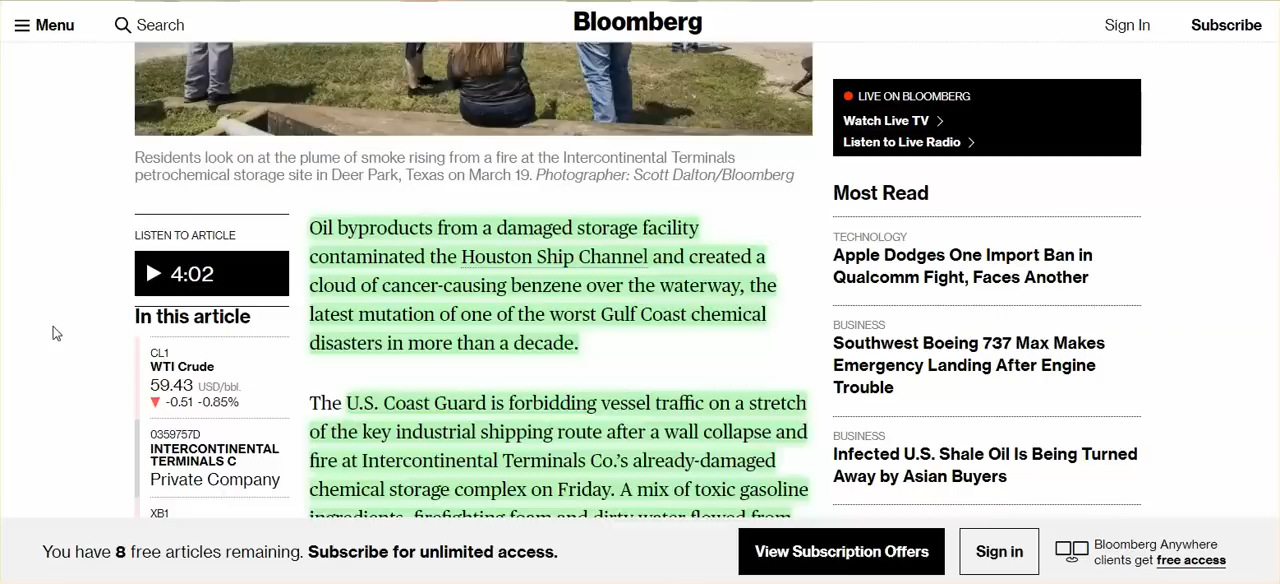 Menu
Search
Bloomberg
Sign In
Subscribe
Residents look on at the plume of smoke rising from a fire at the Intercontinental Terminals
petrochemical storage site in Deer Park, Texas on March 19. Photographer: Scott Dalton/Bloomberg
LISTEN TO ARTICLE
4:02
In this article
CL1
WTI Crude
59.43 USD/bbl.
-0.51 -0.85%
0359757D
INTERCONTINENTAL
TERMINALS C
Private Company
XB1
Oil byproducts from a damaged storage facility
contaminated the Houston Ship Channel and created a
cloud of cancer-causing benzene over the waterway, the
latest mutation of one of the worst Gulf Coast chemical
disasters in more than a decade.
The U.S. Coast Guard is forbidding vessel traffic on a stretch
of the key industrial shipping route after a wall collapse and
fire at Intercontinental Terminals Co.’s already-damaged
chemical storage complex on Friday. A mix of toxic gasoline
ingredients, firefighting foam and dirty water flowed from
LIVE ON BLOOMBERG
Watch Live TV
Listen to Live Radio
Most Read
TECHNOLOGY
Apple Dodges One Import Ban in
Qualcomm Fight, Faces Another
BUSINESS
Southwest Boeing 737 Max Makes
Emergency Landing After Engine
Trouble
BUSINESS
Infected U.S. Shale Oil Is Being Turned
Away by Asian Buyers
You have 8 free articles remaining. Subscribe for unlimited access.
View Subscription Offers
Sign in
Bloomberg Anywhere
clients get free access